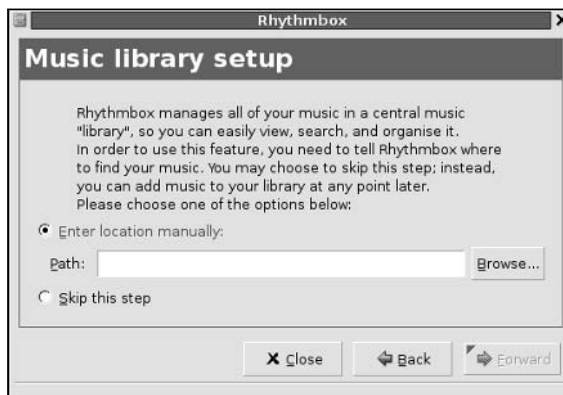 Rhythmbox
Music library setup
Rhythmbox manages all of your music in a central music
"library", so you can easily view, search, and organise it.
In order to use this feature, you need to tell Rhythmbox where
to find your music. You may choose to skip this step; instead,
you can add music to your library at any point later.
Please choose one of the options below:
Enter location manually:
Path: Browse...
Skip this step
Close Back Forward